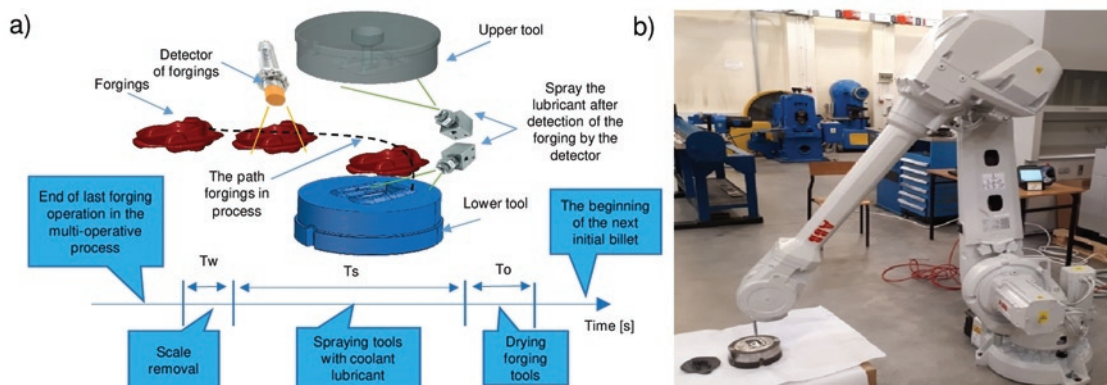 a)
Detector
of forgings
Forgings
Upper tool
Spray the
lubricant after
detection of the
forging by the
detector
The path
forgings in
process
Lower tool
End of last forging
operation in the
multi-operative
process
The beginning
of the next
initial billet
Tw
Ts
To
Time [s]
Scale
removal
Spraying tools
with coolant
lubricant
Drying
forging
tools
b)
ABB
ABB